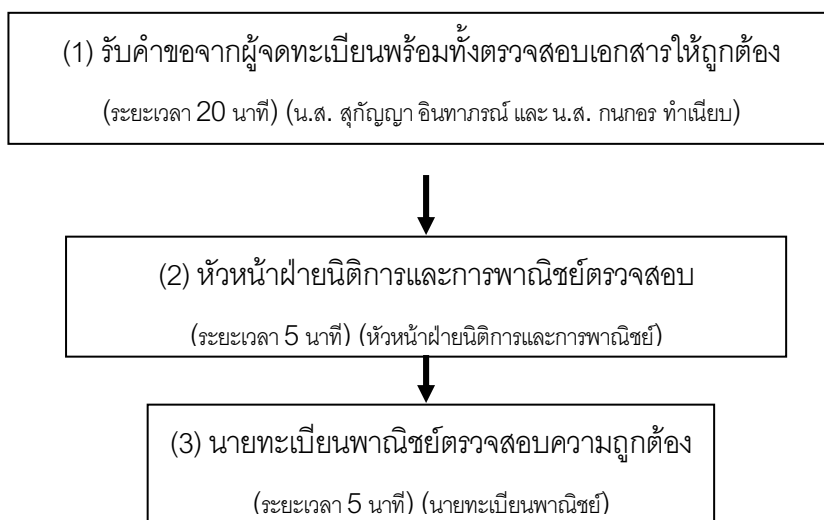 (1) รับคำขอจากผู้จดทะเบียนพร้อมทั้งตรวจสอบเอกสารให้ถูกต้อง
(ระยะเวลา 20 นาที) (น.ส. สุกัญญา อินทาภรณ์ และ น.ส. กนกอร ทำเนียบ)
(2) หัวหน้าฝ่ายนิติการและการพาณิชย์ตรวจสอบ
(ระยะเวลา 5 นาที) (หัวหน้าฝ่ายนิติการและการพาณิชย์)
(3) นายทะเบียนพาณิชย์ตรวจสอบความถูกต้อง
(ระยะเวลา 5 นาที) (นายทะเบียนพาณิชย์)